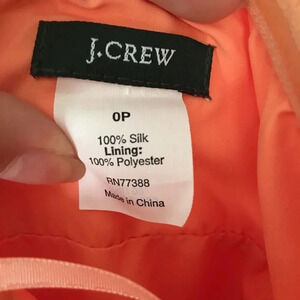 J.CREW
0P
100% Silk
Lining:
100% Polyester
RN77388
Made in China